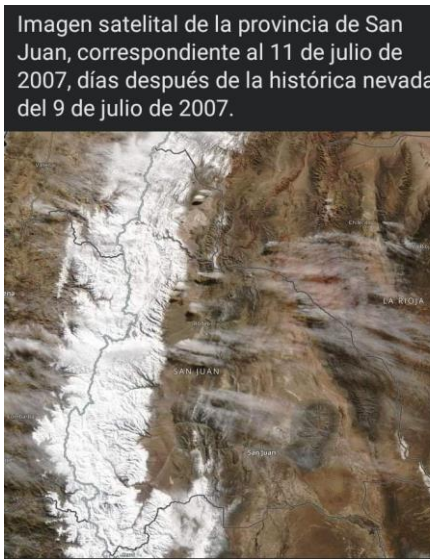 Imagen satelital de la provincia de San
Juan, correspondiente al 11 de julio de
2007, días después de la histórica nevada
del 9 de julio de 2007.
LA RIOJA
SAN JUAN
San Juan